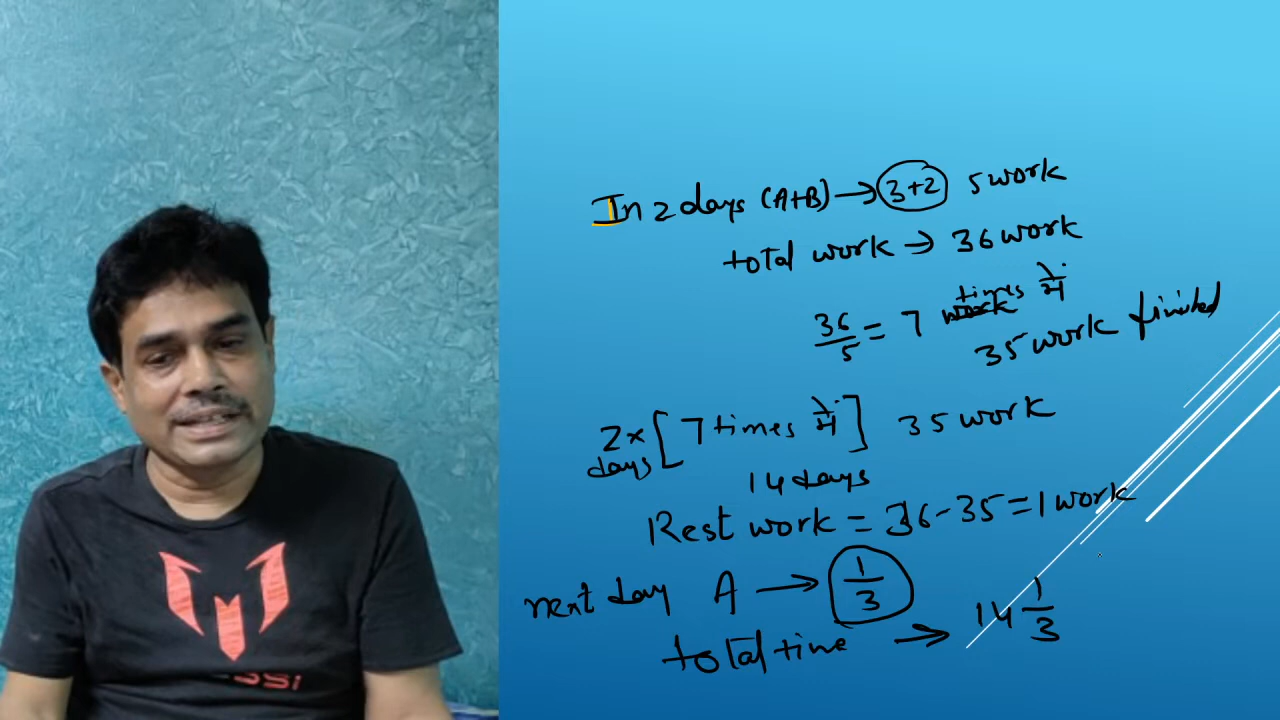 In 2 days (A+B) → 3+2 5 work
total work → 36 work
36/5 = 7 times
35 work finished
2x [7 times] 35 work
days
14 days
Rest work = 36-35 = 1 work
next day A → 1/3
total time → 14 1/3
SSI